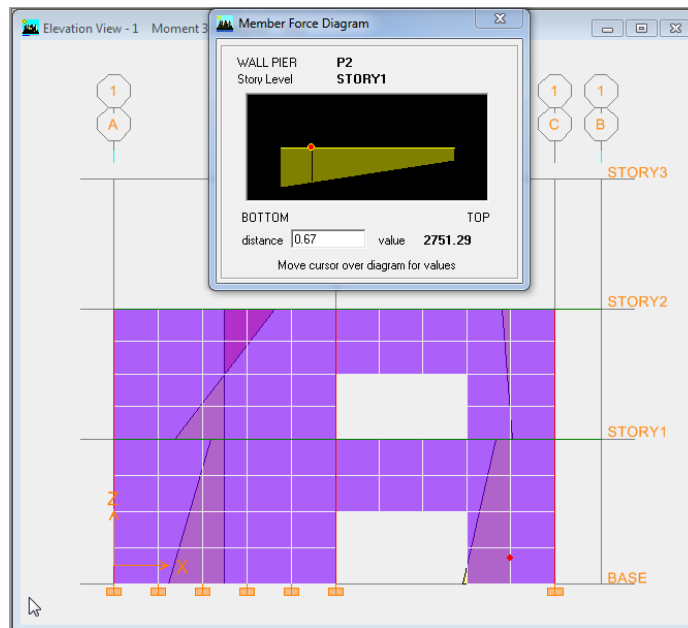 Elevation View - 1 Moment 3
Member Force Diagram
WALL PIER P2
Story Level STORY1
BOTTOM TOP
distance 0.67 value 2751.29
Move cursor over diagram for values
1 1 1
A C B
STORY3
STORY2
STORY1
Z
X
BASE